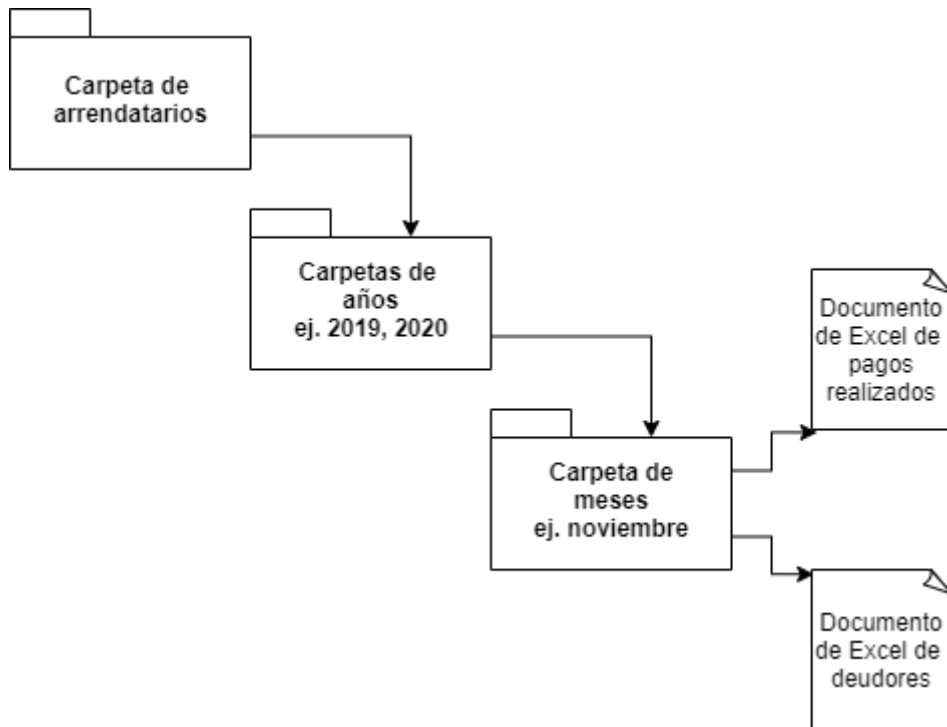 Carpeta de
arrendatarios
Carpetas de
años
ej. 2019, 2020
Documento
de Excel de
pagos
realizados
Carpeta de
meses
ej. noviembre
Documento
de Excel de
deudores